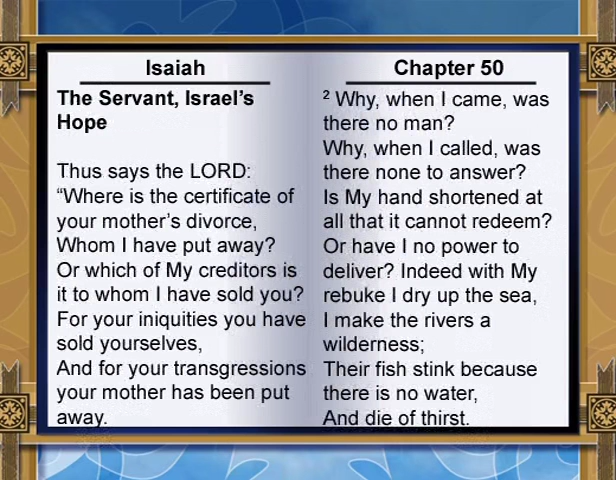 Isaiah
The Servant, Israel's
Hope
Thus says the LORD:
“Where is the certificate of
your mother's divorce,
Whom I have put away?
Or which of My creditors is
it to whom I have sold you?
For your iniquities you have
sold yourselves,
And for your transgressions
your mother has been put
away.
Chapter 50
² Why, when I came, was
there no man?
Why, when I called, was
there none to answer?
Is My hand shortened at
all that it cannot redeem?
Or have I no power to
deliver? Indeed with My
rebuke I dry up the sea,
I make the rivers a
wilderness;
Their fish stink because
there is no water,
And die of thirst.